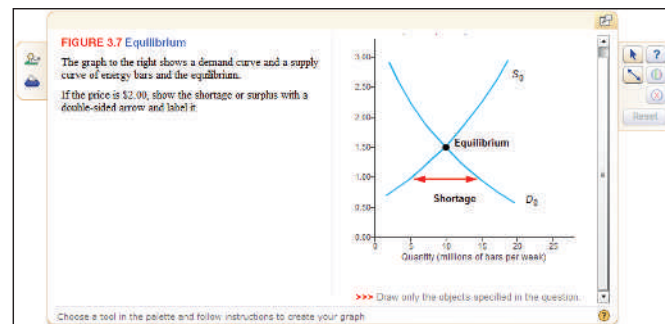 FIGURE 3.7 Equilibrium
The graph to the right shows a demand curve and a supply
curve of energy bars and the equilibrium.
If the price is $2.00, show the shortage or surplus with a
double-sided arrow and label it
3.00
2.50
2.00
1.50
1.00
0.50
0.00
S0
Equilibrium
Shortage
D0
0 5 10 15 20 25
Quantity (millions of bars per week)
>>> Draw only the objects specified in the question.
Choose a tool in the palette and follow instructions to create your graph
?
?
Reset